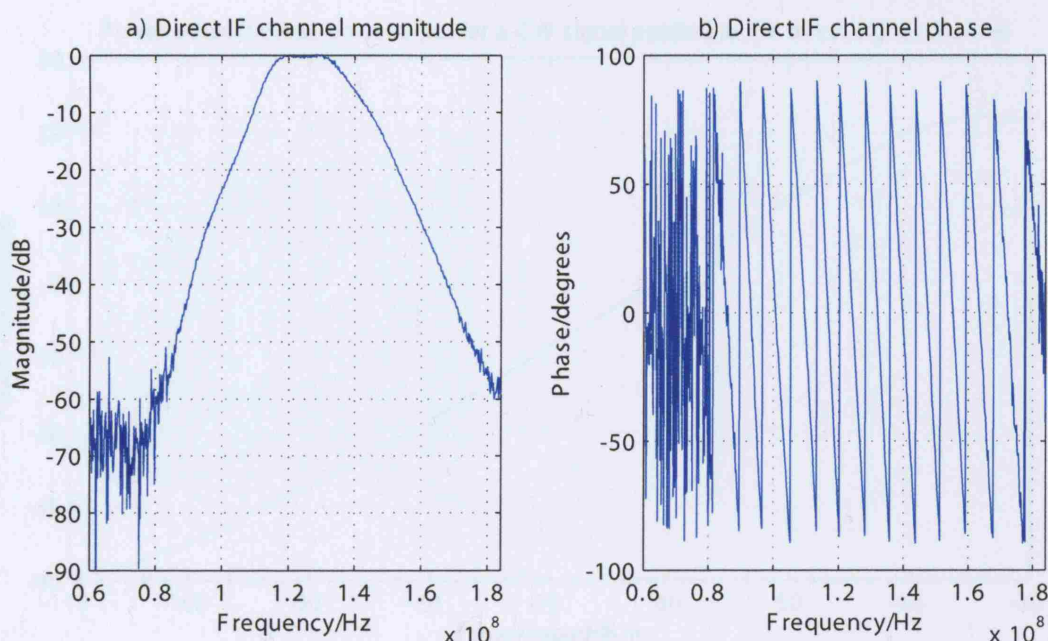 a) Direct IF channel magnitude
0
-10
-20
-30
-40
-50
-60
-70
-80
-90
Magnitude/dB
0.6 0.8 1 1.2 1.4 1.6 1.8
Frequency/Hz
x 10^8
b) Direct IF channel phase
100
50
0
-50
-100
Phase/degrees
0.6 0.8 1 1.2 1.4 1.6 1.8
Frequency/Hz
x 10^8